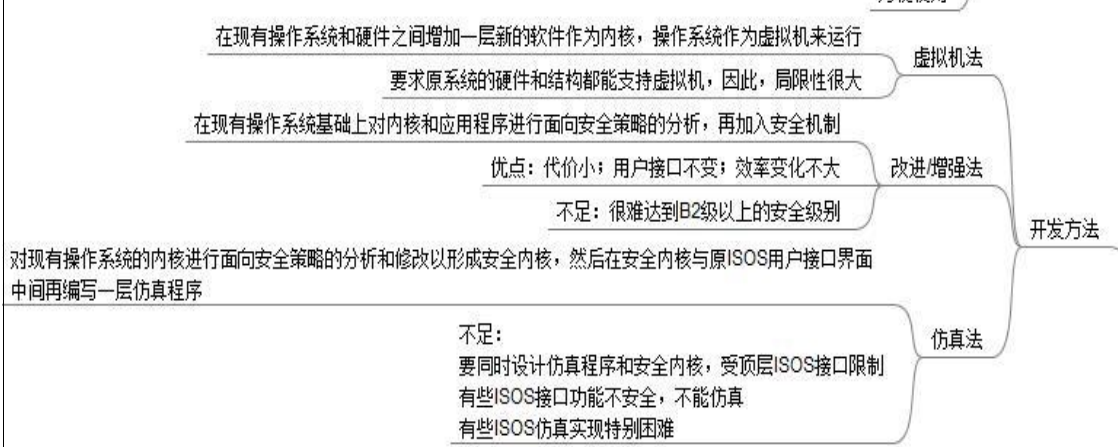 在现有操作系统和硬件之间增加一层新的软件作为内核，操作系统作为虚拟机来运行
要求原系统的硬件和结构都能支持虚拟机，因此，局限性很大
虚拟机法
在现有操作系统基础上对内核和应用程序进行面向安全策略的分析，再加入安全机制
优点：代价小；用户接口不变；效率变化不大
不足：很难达到B2级以上的安全级别
改进/增强法
开发方法
对现有操作系统的内核进行面向安全策略的分析和修改以形成安全内核，然后在安全内核与原ISOS用户接口界面
中间再编写一层仿真程序
不足：
要同时设计仿真程序和安全内核，受顶层ISOS接口限制
有些ISOS接口功能不安全，不能仿真
有些ISOS仿真实现特别困难
仿真法